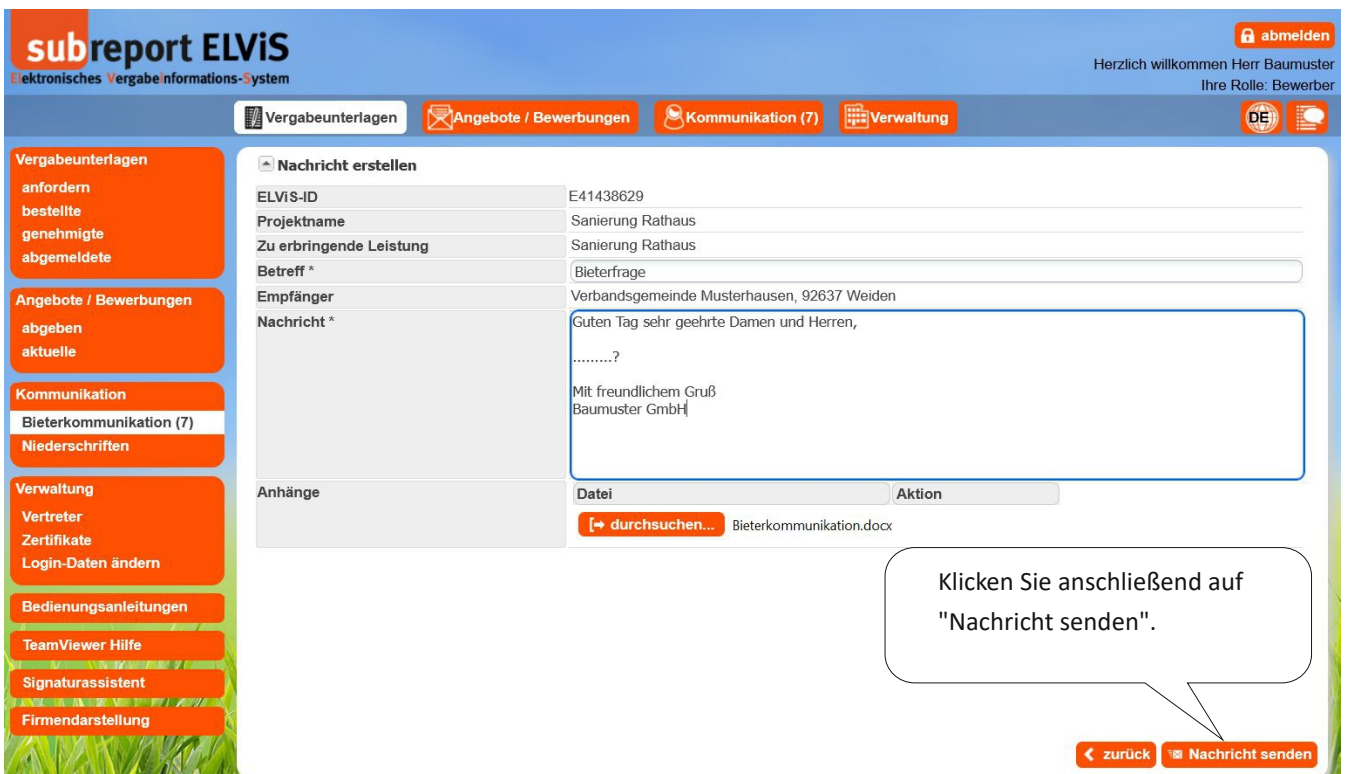 subreport ELViS
Elektronisches Vergabeinformations-System
abmelden
Herzlich willkommen Herr Baumuster
Ihre Rolle: Bewerber
Vergabeunterlagen
Angebote / Bewerbungen
Kommunikation (7)
Verwaltung
DE
Vergabeunterlagen
anfordern
bestellte
genehmigte
abgemeldete
Angebote / Bewerbungen
abgeben
aktuelle
Kommunikation
Bieterkommunikation (7)
Niederschriften
Verwaltung
Vertreter
Zertifikate
Login-Daten ändern
Bedienungsanleitungen
TeamViewer Hilfe
Signaturassistent
Firmendarstellung
Nachricht erstellen
ELViS-ID E41438629
Projektname Sanierung Rathaus
Zu erbringende Leistung Sanierung Rathaus
Betreff * Bieterfrage
Empfänger Verbandsgemeinde Musterhausen, 92637 Weiden
Nachricht * Guten Tag sehr geehrte Damen und Herren,
.........?
Mit freundlichem Gruß
Baumuster GmbH
Anhänge Datei Aktion
durchsuchen... Bieterkommunikation.docx
Klicken Sie anschließend auf
"Nachricht senden".
zurück Nachricht senden